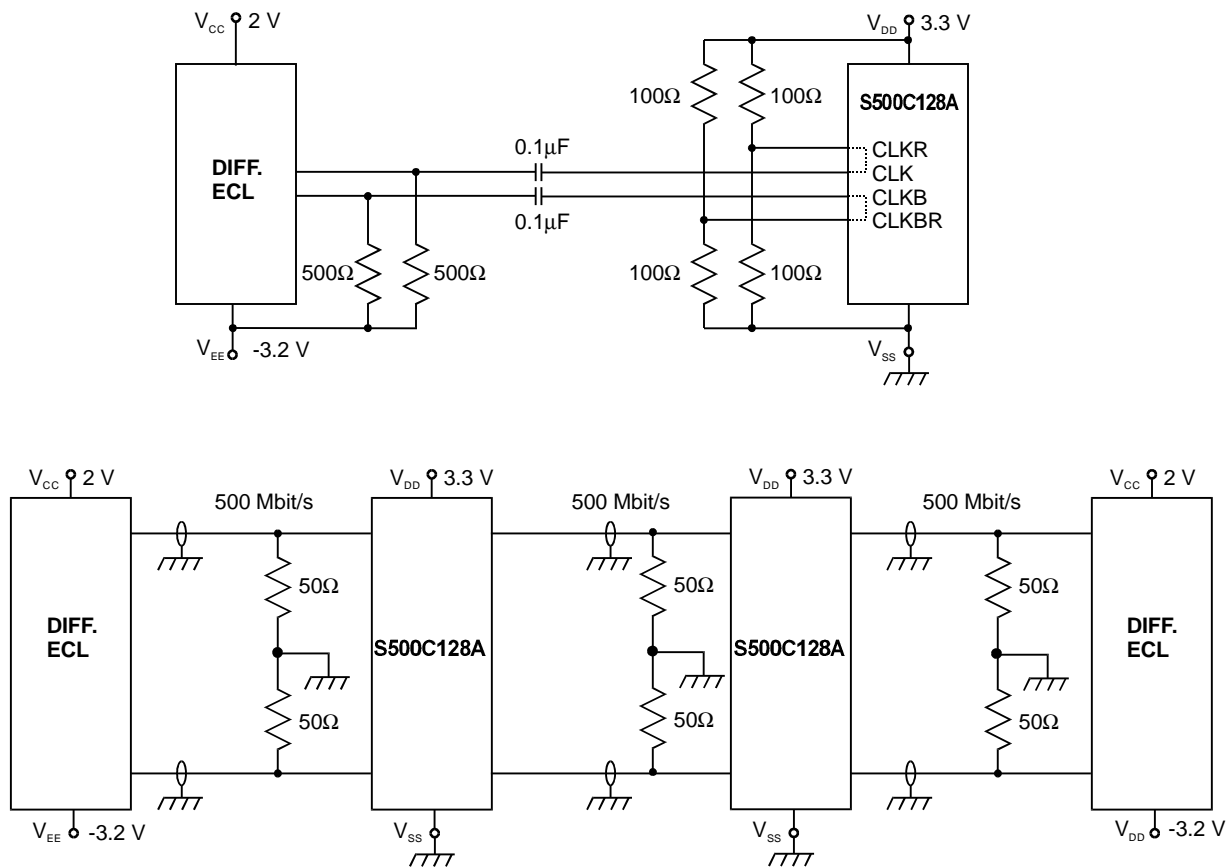 V_CC 2 V
V_DD 3.3 V
DIFF.
ECL
500Ω
500Ω
V_EE -3.2 V
0.1μF
0.1μF
100Ω
100Ω
100Ω
100Ω
S500C128A
CLKR
CLK
CLKB
CLKBR
V_SS
V_CC 2 V
V_DD 3.3 V
V_DD 3.3 V
V_CC 2 V
500 Mbit/s
500 Mbit/s
500 Mbit/s
50Ω
50Ω
50Ω
DIFF.
ECL
S500C128A
S500C128A
DIFF.
ECL
50Ω
50Ω
50Ω
V_EE -3.2 V
V_SS
V_SS
V_DD -3.2 V